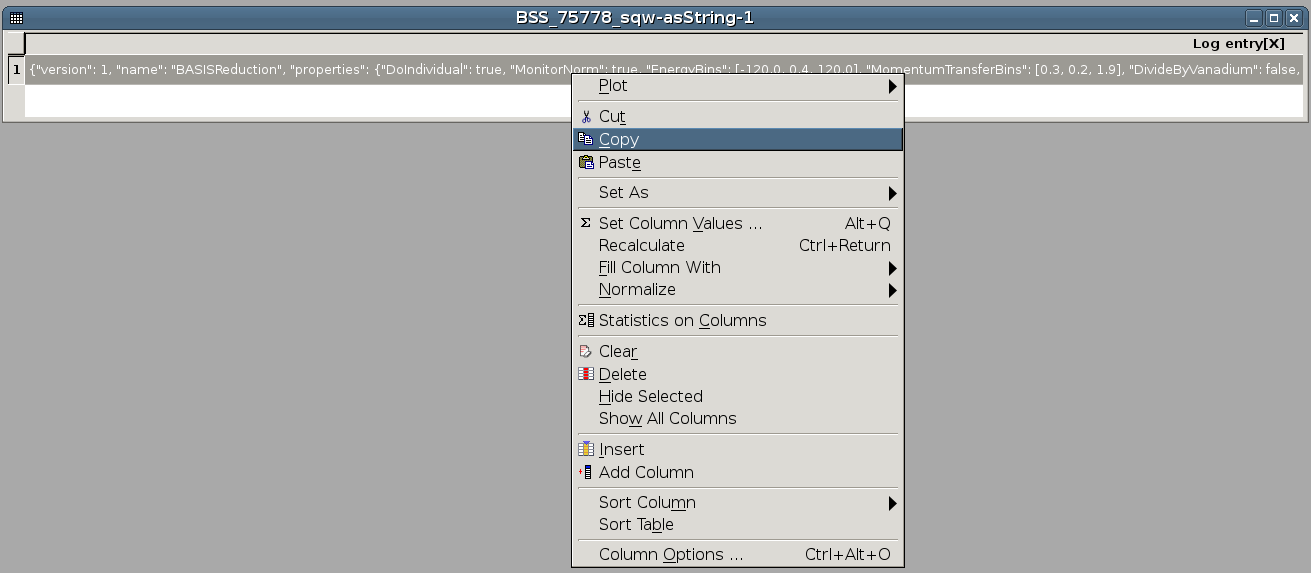 BSS_75778_sqw-asString-1
Log entry[X]
1 {"version": 1, "name": "BASISReduction", "properties": {"DoIndividual": true, "MonitorNorm": true, "EnergyBins": [-120.0, 0.4, 120.0], "MomentumTransferBins": [0.3, 0.2, 1.9], "DivideByVanadium": false,
Plot
Cut
Copy
Paste
Set As
Set Column Values ... Alt+Q
Recalculate Ctrl+Return
Fill Column With
Normalize
Statistics on Columns
Clear
Delete
Hide Selected
Show All Columns
Insert
Add Column
Sort Column
Sort Table
Column Options ... Ctrl+Alt+O